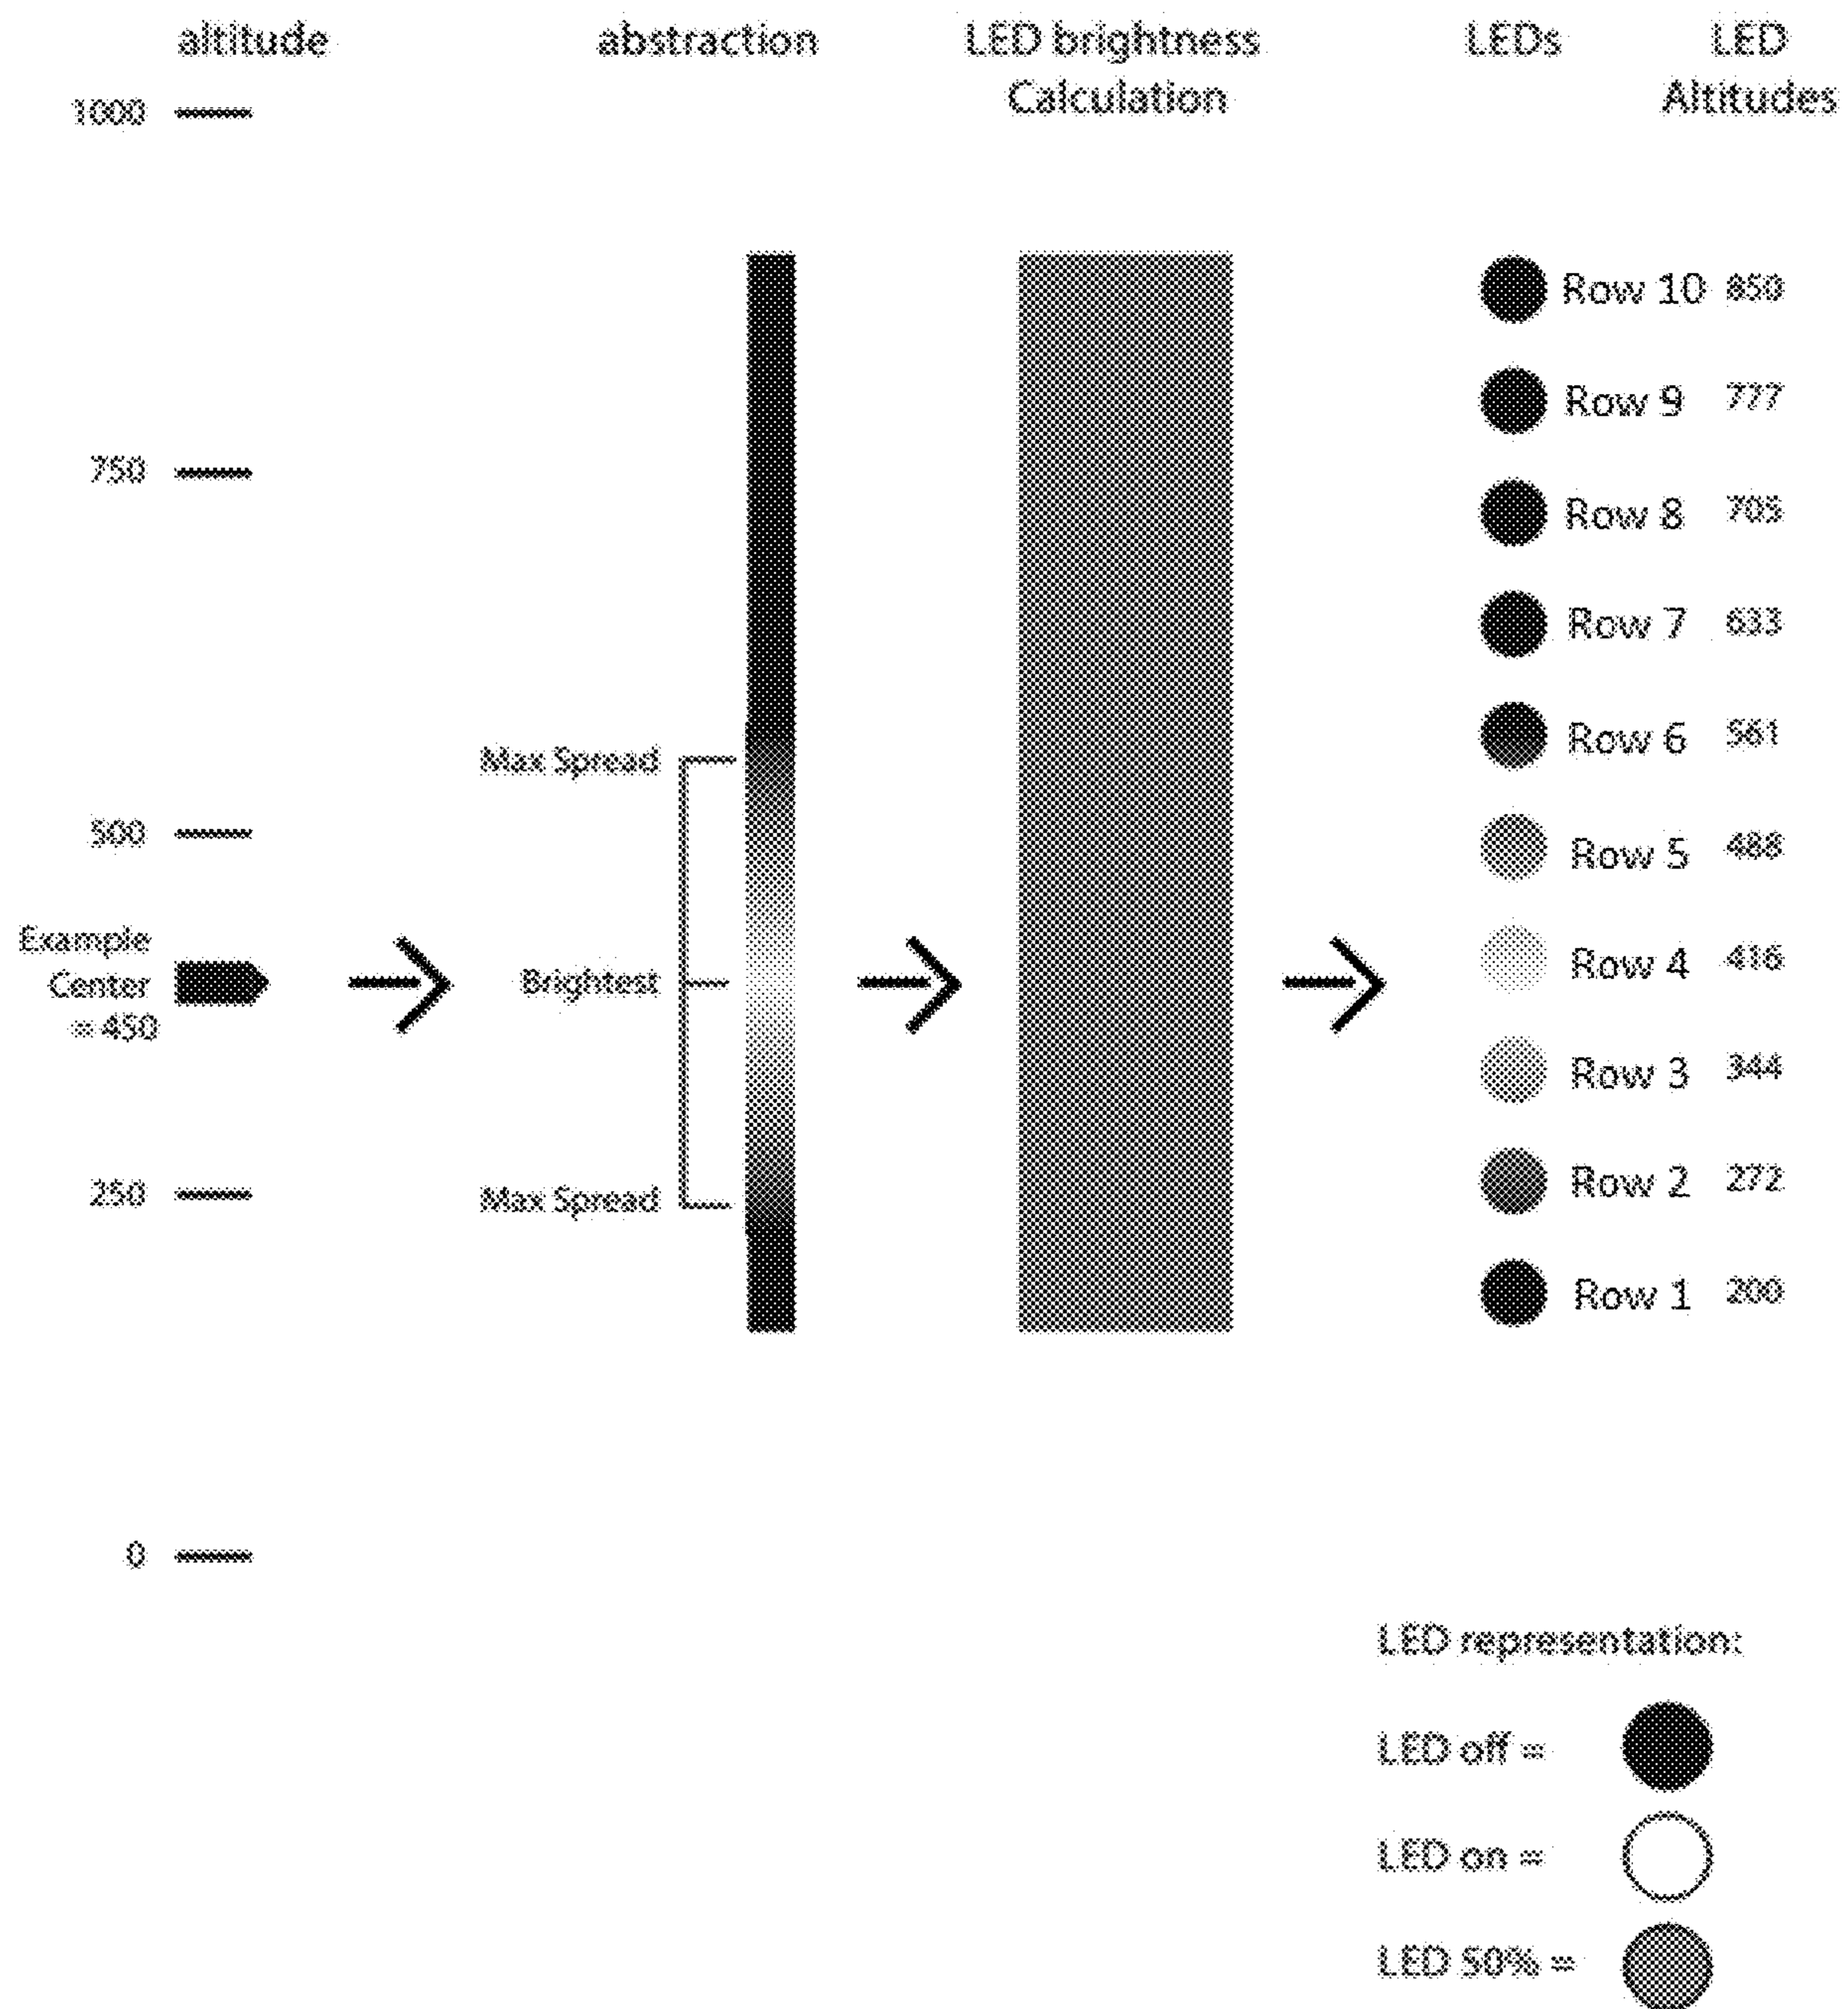 altitude
abstraction
LED brightness
Calculation
LEDs
LED
Altitudes
1000
750
500
Example
Center
= 450
250
0
Max Spread
Brightest
Max Spread
Row 10 850
Row 9 777
Row 8 705
Row 7 633
Row 6 561
Row 5 488
Row 4 416
Row 3 344
Row 2 272
Row 1 200
LED representation:
LED off =
LED on =
LED 50% =